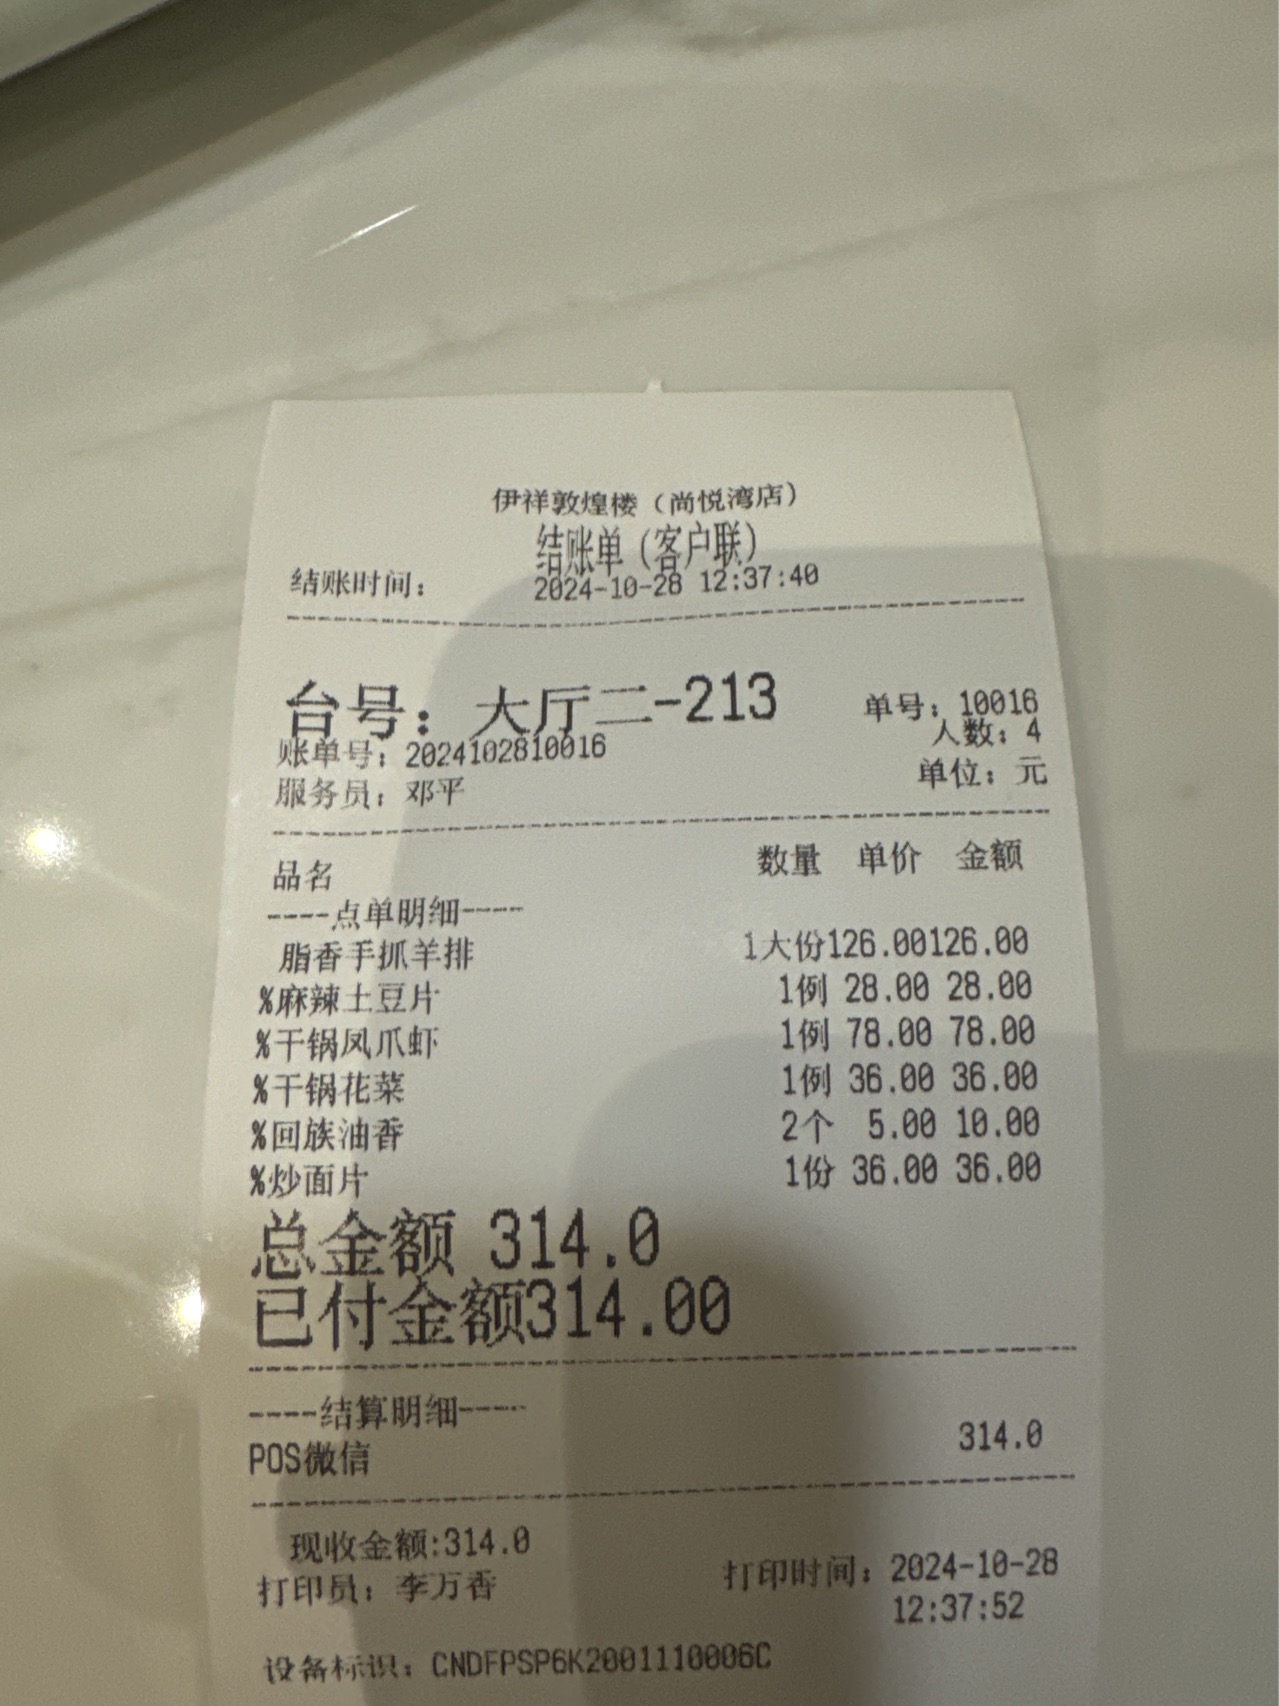 伊祥敦煌楼（尚悦湾店）
结账单（客户联）
结账时间： 2024-10-28 12:37:40
台号：大厅二-213 单号：10016
人数：4
账单号：2024102810016
单位：元
服务员：邓平
品名 数量 单价 金额
----点单明细----
脂香手抓羊排 1大份126.00126.00
%麻辣土豆片 1例 28.00 28.00
%干锅凤爪虾 1例 78.00 78.00
%干锅花菜 1例 36.00 36.00
%回族油香 2个 5.00 10.00
%炒面片 1份 36.00 36.00
总金额 314.0
已付金额314.00
----结算明细----
POS微信 314.0
现收金额:314.0
打印员：李万香 打印时间：2024-10-28
12:37:52
设备标识：CNDFPSP6K2001110006C